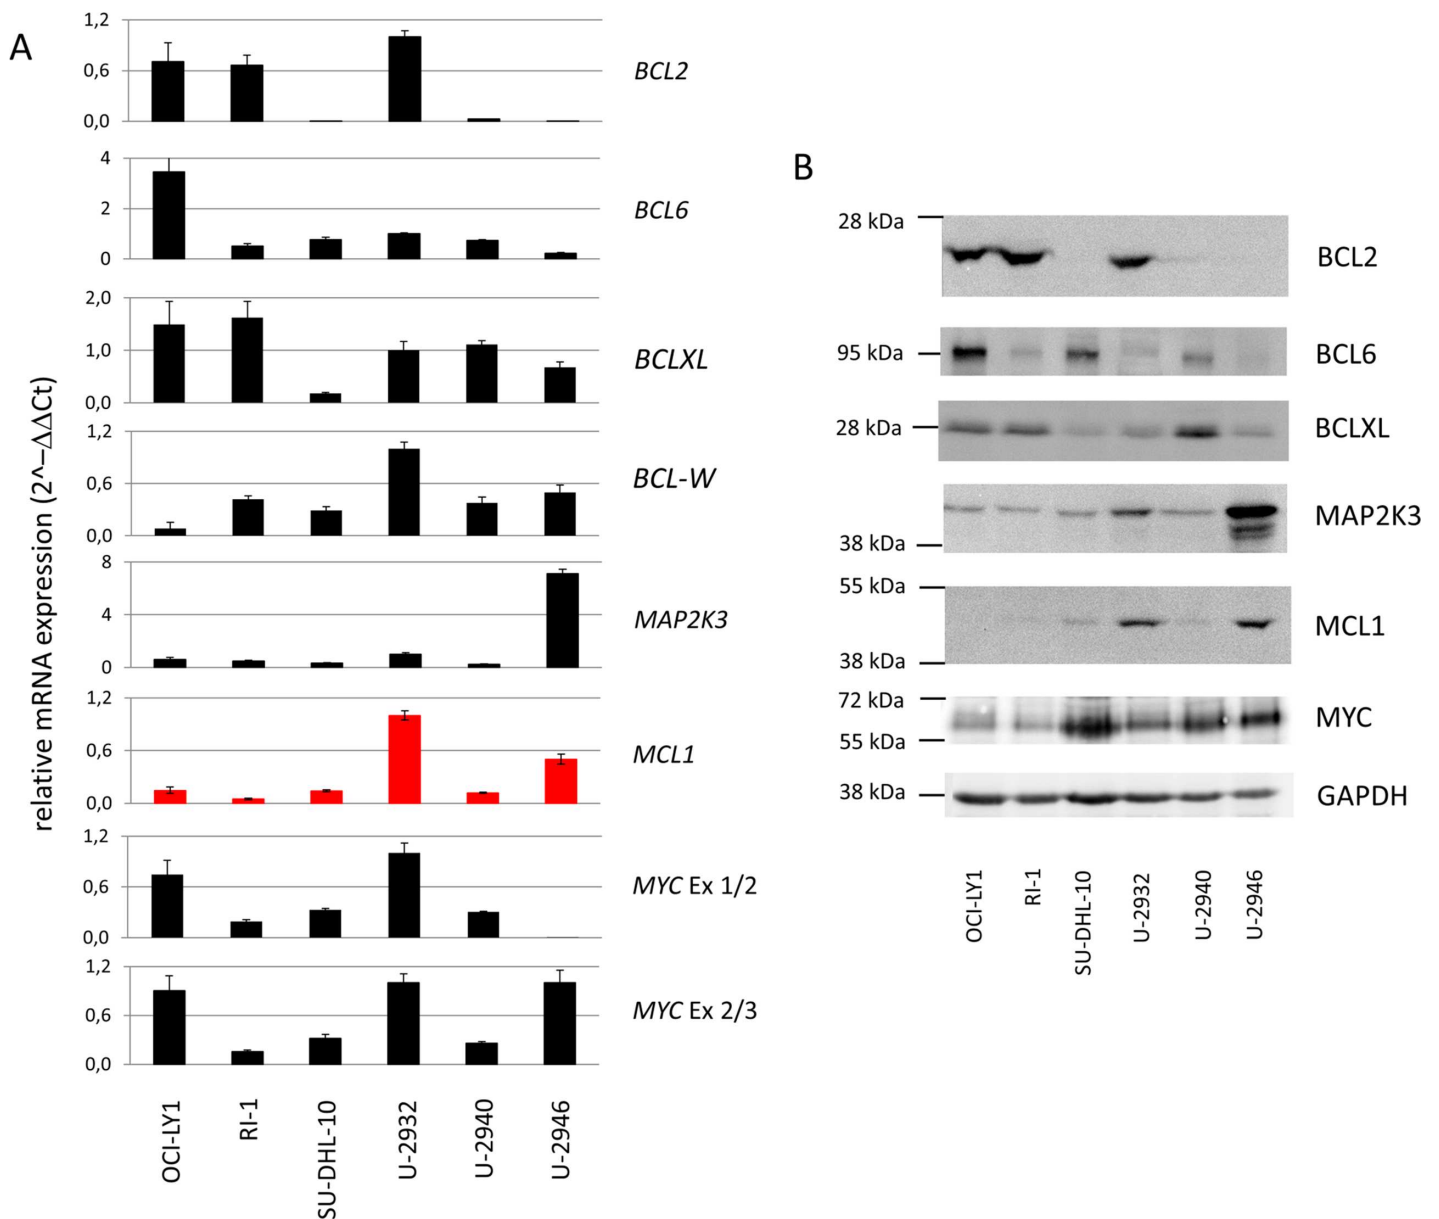 A
relative mRNA expression (2^–ΔΔCt)
1,2
0,6
0,0
BCL2
4
2
0
BCL6
2,0
1,0
0,0
BCLXL
1,2
0,6
0,0
BCL-W
8
4
0
MAP2K3
1,2
0,6
0,0
MCL1
1,2
0,6
0,0
MYC Ex 1/2
1,2
0,6
0,0
MYC Ex 2/3
OCI-LY1
RI-1
SU-DHL-10
U-2932
U-2940
U-2946
B
28 kDa
BCL2
95 kDa
BCL6
28 kDa
BCLXL
MAP2K3
38 kDa
55 kDa
MCL1
38 kDa
72 kDa
MYC
55 kDa
38 kDa
GAPDH
OCI-LY1
RI-1
SU-DHL-10
U-2932
U-2940
U-2946